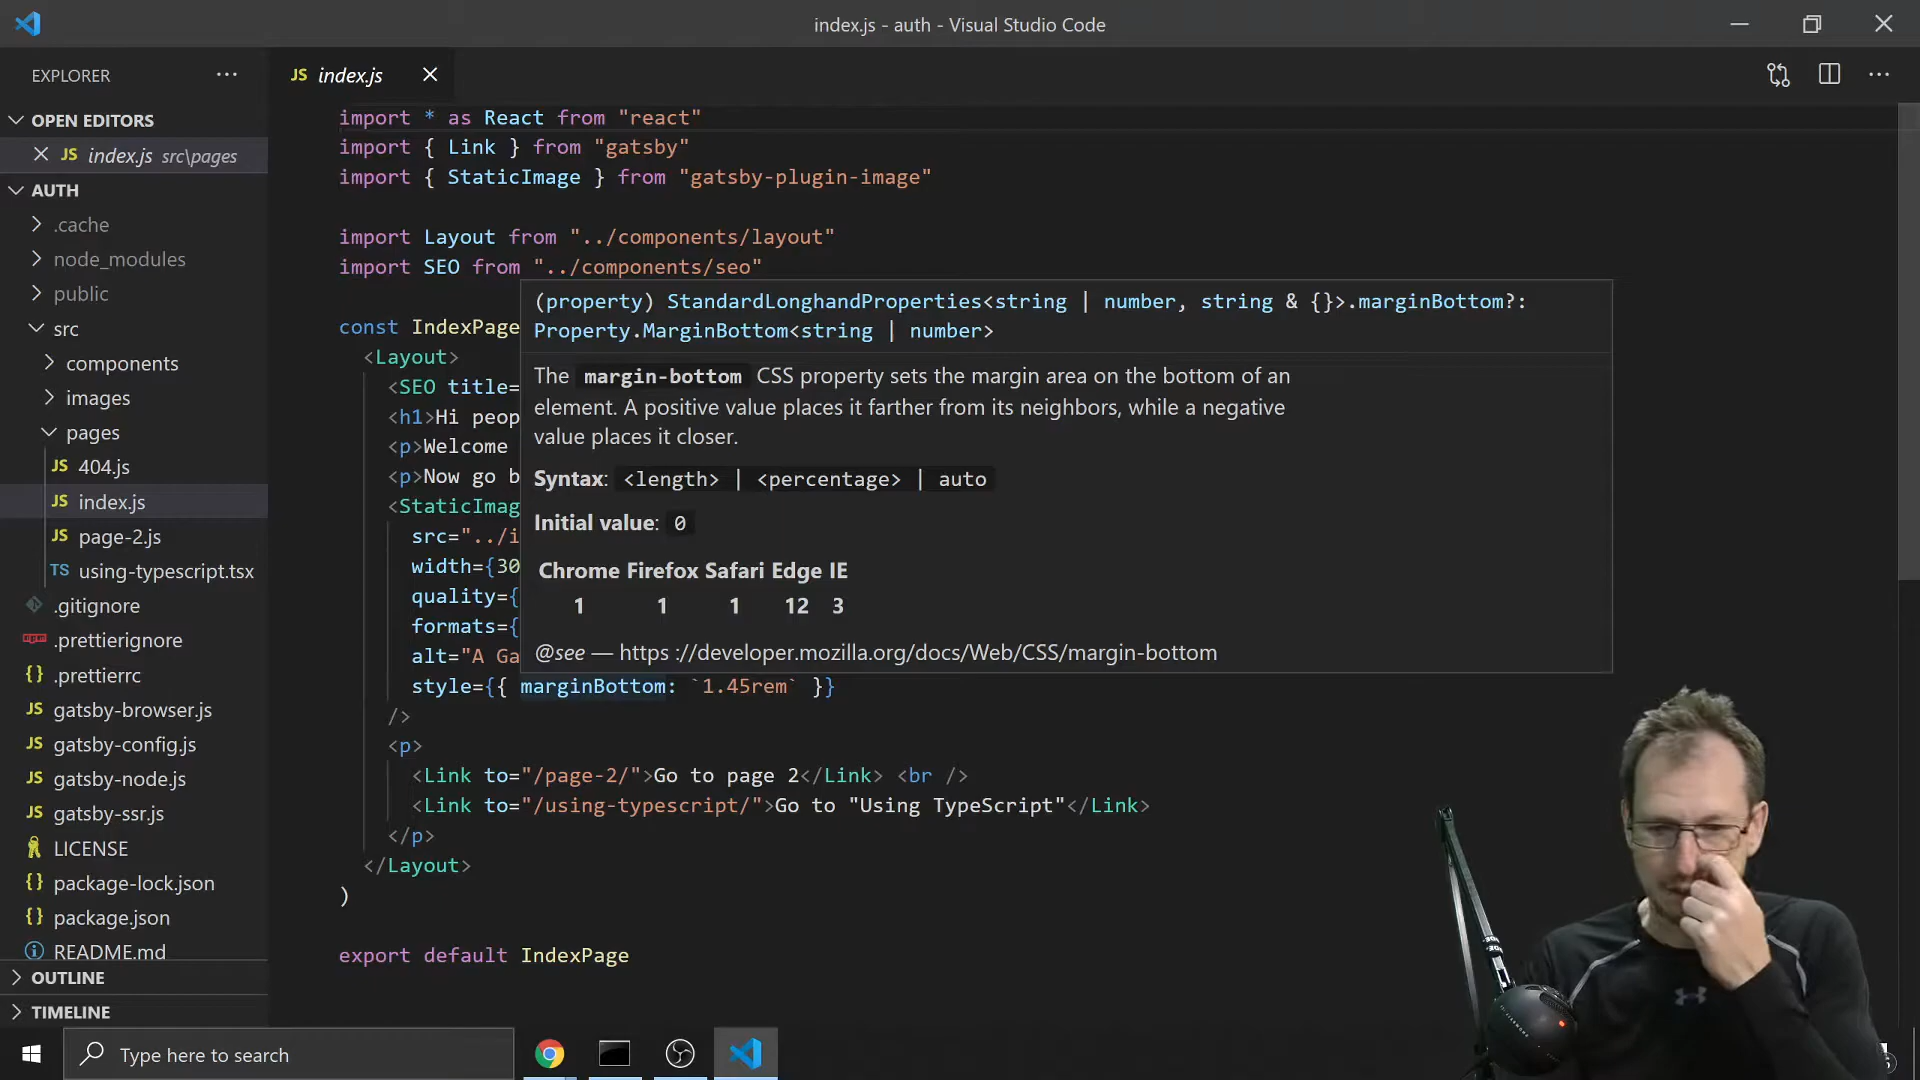 index.js - auth - Visual Studio Code
EXPLORER
JS index.js
OPEN EDITORS
JS index.js src\pages
AUTH
.cache
node_modules
public
src
components
images
pages
JS 404.js
JS index.js
JS page-2.js
TS using-typescript.tsx
.gitignore
.prettierignore
{} .prettierrc
JS gatsby-browser.js
JS gatsby-config.js
JS gatsby-node.js
JS gatsby-ssr.js
LICENSE
{} package-lock.json
{} package.json
README.md
OUTLINE
TIMELINE
import * as React from "react"
import { Link } from "gatsby"
import { StaticImage } from "gatsby-plugin-image"
import Layout from "../components/layout"
import SEO from "../components/seo"
const IndexPage
<Layout>
<SEO title=
<h1>Hi peop
<p>Welcome
<p>Now go b
<StaticImag
src="../i
width={30
quality={
formats={
alt="A Ga
style={{ marginBottom: `1.45rem` }}
/>
<p>
<Link to="/page-2/">Go to page 2</Link> <br />
<Link to="/using-typescript/">Go to "Using TypeScript"</Link>
</p>
</Layout>
)
export default IndexPage
(property) StandardLonghandProperties<string | number, string & {}>.marginBottom?:
Property.MarginBottom<string | number>
The margin-bottom CSS property sets the margin area on the bottom of an
element. A positive value places it farther from its neighbors, while a negative
value places it closer.
Syntax: <length> | <percentage> | auto
Initial value: 0
Chrome Firefox Safari Edge IE
1 1 1 12 3
@see — https ://developer.mozilla.org/docs/Web/CSS/margin-bottom
Type here to search